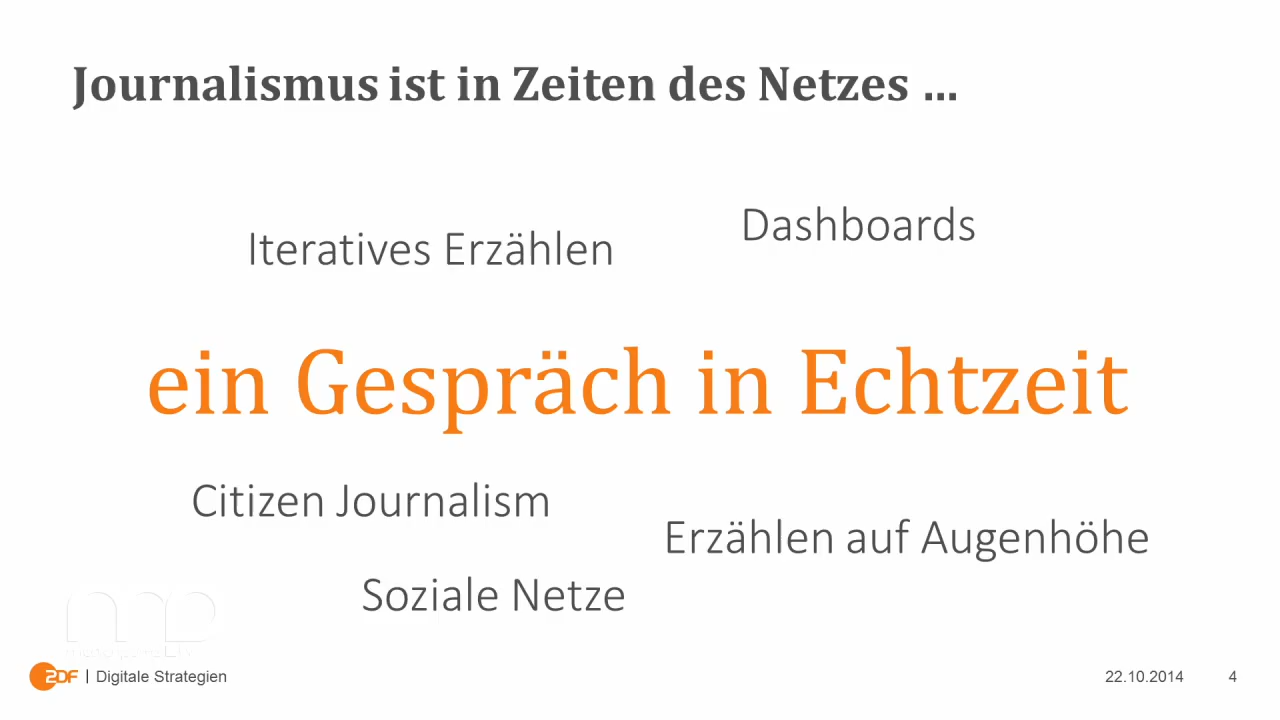 Journalismus ist in Zeiten des Netzes ...
Dashboards
Iteratives Erzählen
ein Gespräch in Echtzeit
Citizen Journalism
Erzählen auf Augenhöhe
Soziale Netze
ZDF | Digitale Strategien
22.10.2014
4